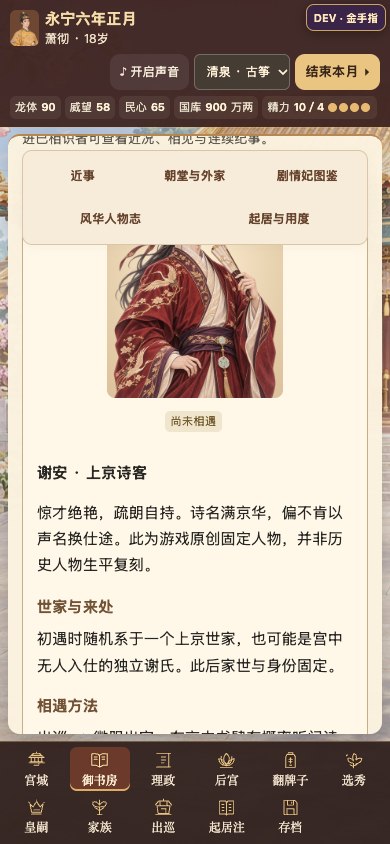 永宁六年正月
萧彻 · 18岁
DEV · 金手指
♪ 开启声音
清泉 · 古筝
结束本月
龙体 90 威望 58 民心 65 国库 900 万两 精力 10 / 4
进已相识者可查看近况、相见与连续纪事。
近事 朝堂与外家 剧情妃图鉴
风华人物志 起居与用度
尚未相遇
谢安 · 上京诗客
惊才绝艳，疏朗自持。诗名满京华，偏不肯以
声名换仕途。此为游戏原创固定人物，并非历
史人物生平复刻。
世家与来处
初遇时随机系于一个上京世家，也可能是宫中
无人入仕的独立谢氏。此后家世与身份固定。
相遇方法
宫城 御书房 理政 后宫 翻牌子 选秀
皇嗣 家族 出巡 起居注 存档